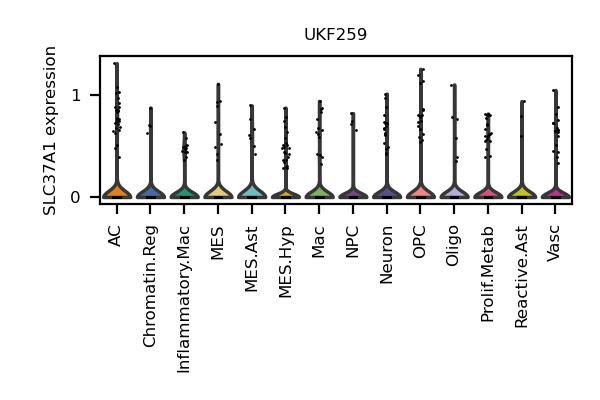 UKF259
SLC37A1 expression
1
0
AC
Chromatin.Reg
Inflammatory.Mac
MES
MES.Ast
MES.Hyp
Mac
NPC
Neuron
OPC
Oligo
Prolif.Metab
Reactive.Ast
Vasc